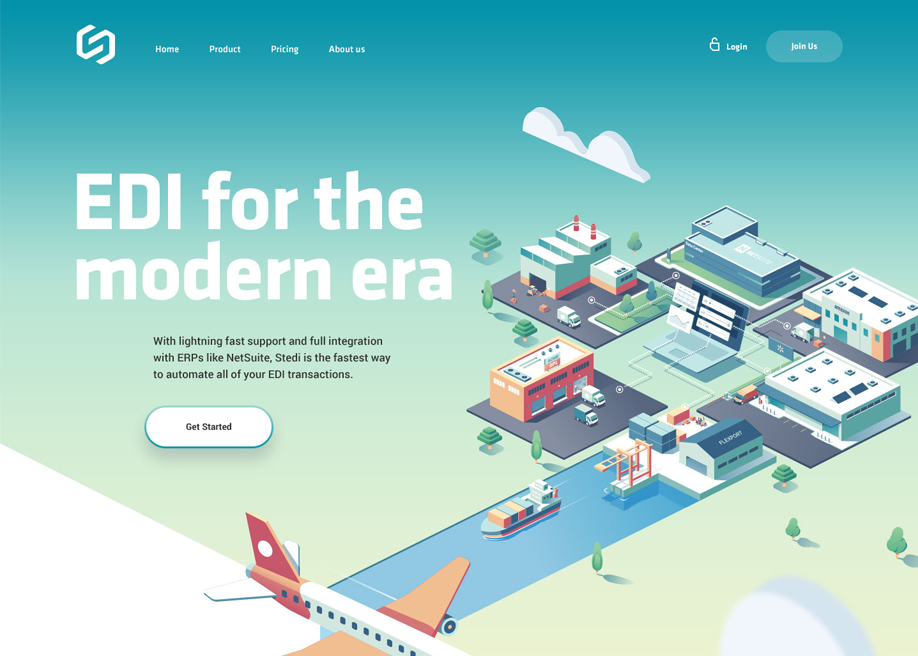 Home
Product
Pricing
About us
Login
Join Us
EDI for the
modern era
With lightning fast support and full integration
with ERPs like NetSuite, Stedi is the fastest way
to automate all of your EDI transactions.
Get Started
FLEXPORT